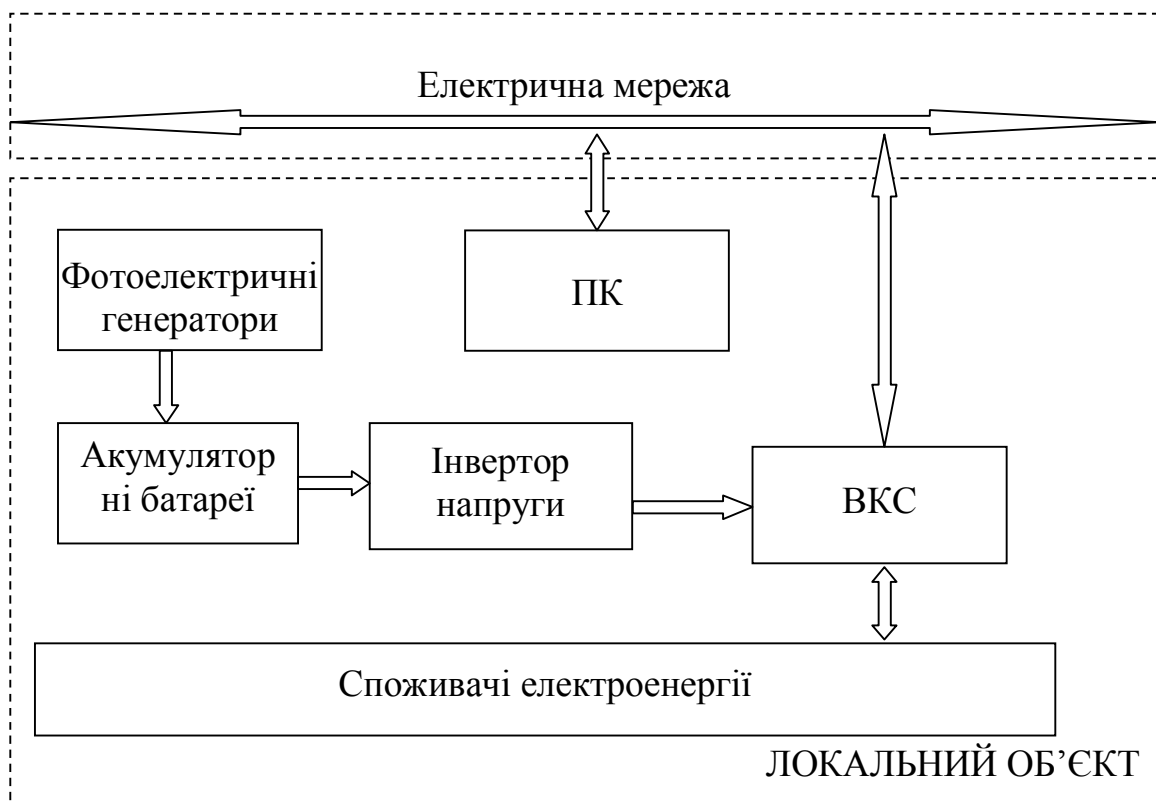 Електрична мережа
Фотоелектричні
генератори
ПК
Акумулятор
ні батареї
Інвертор
напруги
ВКС
Споживачі електроенергії
ЛОКАЛЬНИЙ ОБ’ЄКТ